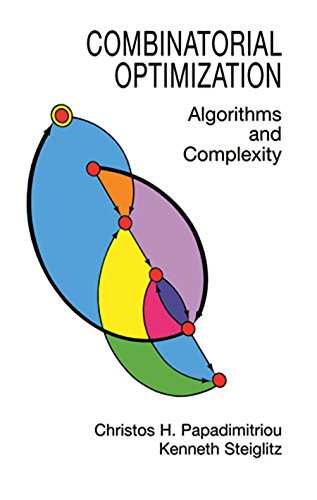 COMBINATORIAL
OPTIMIZATION
Algorithms
and
Complexity
Christos H. Papadimitriou
Kenneth Steiglitz